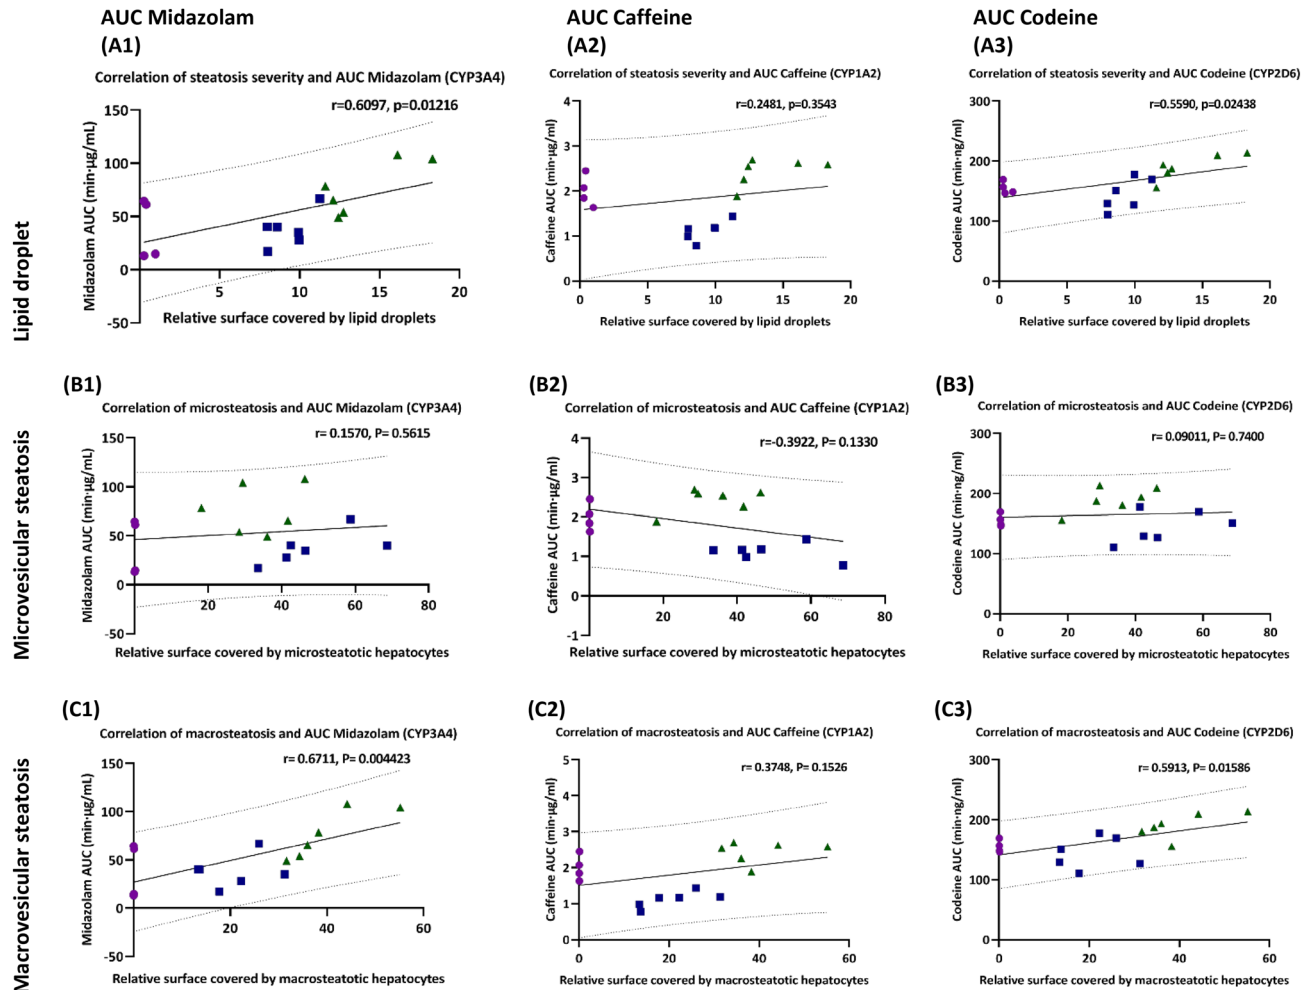 AUC Midazolam
(A1)
AUC Caffeine
(A2)
AUC Codeine
(A3)
Lipid droplet
Correlation of steatosis severity and AUC Midazolam (CYP3A4)
r=0.6097, p=0.01216
Midazolam AUC (min·µg/mL)
150
100
50
0
-50
5
10
15
20
Relative surface covered by lipid droplets
Correlation of steatosis severity and AUC Caffeine (CYP1A2)
r=0.2481, p=0.3543
Caffeine AUC (min·µg/ml)
4
3
2
1
0
0
5
10
15
20
Relative surface covered by lipid droplets
Correlation of steatosis severity and AUC Codeine (CYP2D6)
r=0.5590, p=0.02438
Codeine AUC (min·ng/ml)
300
200
100
0
0
5
10
15
20
Relative surface covered by lipid droplets
Microvesicular steatosis
(B1)
Correlation of microsteatosis and AUC Midazolam (CYP3A4)
r= 0.1570, P= 0.5615
Midazolam AUC (min·µg/mL)
150
100
50
0
-50
20
40
60
80
Relative surface covered by microsteatotic hepatocytes
(B2)
Correlation of microsteatosis and AUC Caffeine (CYP1A2)
r=-0.3922, P= 0.1330
Caffeine AUC (min·µg/ml)
4
3
2
1
0
-1
20
40
60
80
Relative surface covered by microsteatotic hepatocytes
(B3)
Correlation of microsteatosis and AUC Codeine (CYP2D6)
r= 0.09011, P= 0.7400
Codeine AUC (min·ng/ml)
300
200
100
0
0
20
40
60
80
Relative surface covered by microsteatotic hepatocytes
Macrovesicular steatosis
(C1)
Correlation of macrosteatosis and AUC Midazolam (CYP3A4)
r= 0.6711, P= 0.004423
Midazolam AUC (min·µg/mL)
150
100
50
0
-50
20
40
60
Relative surface covered by macrosteatotic hepatocytes
(C2)
Correlation of macrosteatosis and AUC Caffeine (CYP1A2)
r= 0.3748, P= 0.1526
Caffeine AUC (min·µg/ml)
5
4
3
2
1
0
0
20
40
60
Relative surface covered by macrosteatotic hepatocytes
(C3)
Correlation of macrosteatosis and AUC Codeine (CYP2D6)
r= 0.5913, P= 0.01586
Codeine AUC (min·ng/ml)
300
200
100
0
0
20
40
60
Relative surface covered by macrosteatotic hepatocytes